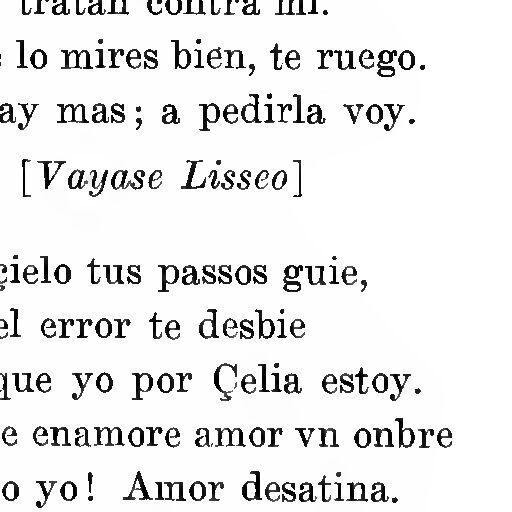 tratan contra mi.
lo mires bien, te ruego.
ay mas; a pedirla voy.
[Vayase Lisseo]
çielo tus passos guie,
el error te desbie
que yo por Çelia estoy.
e enamore amor vn onbre
o yo! Amor desatina.